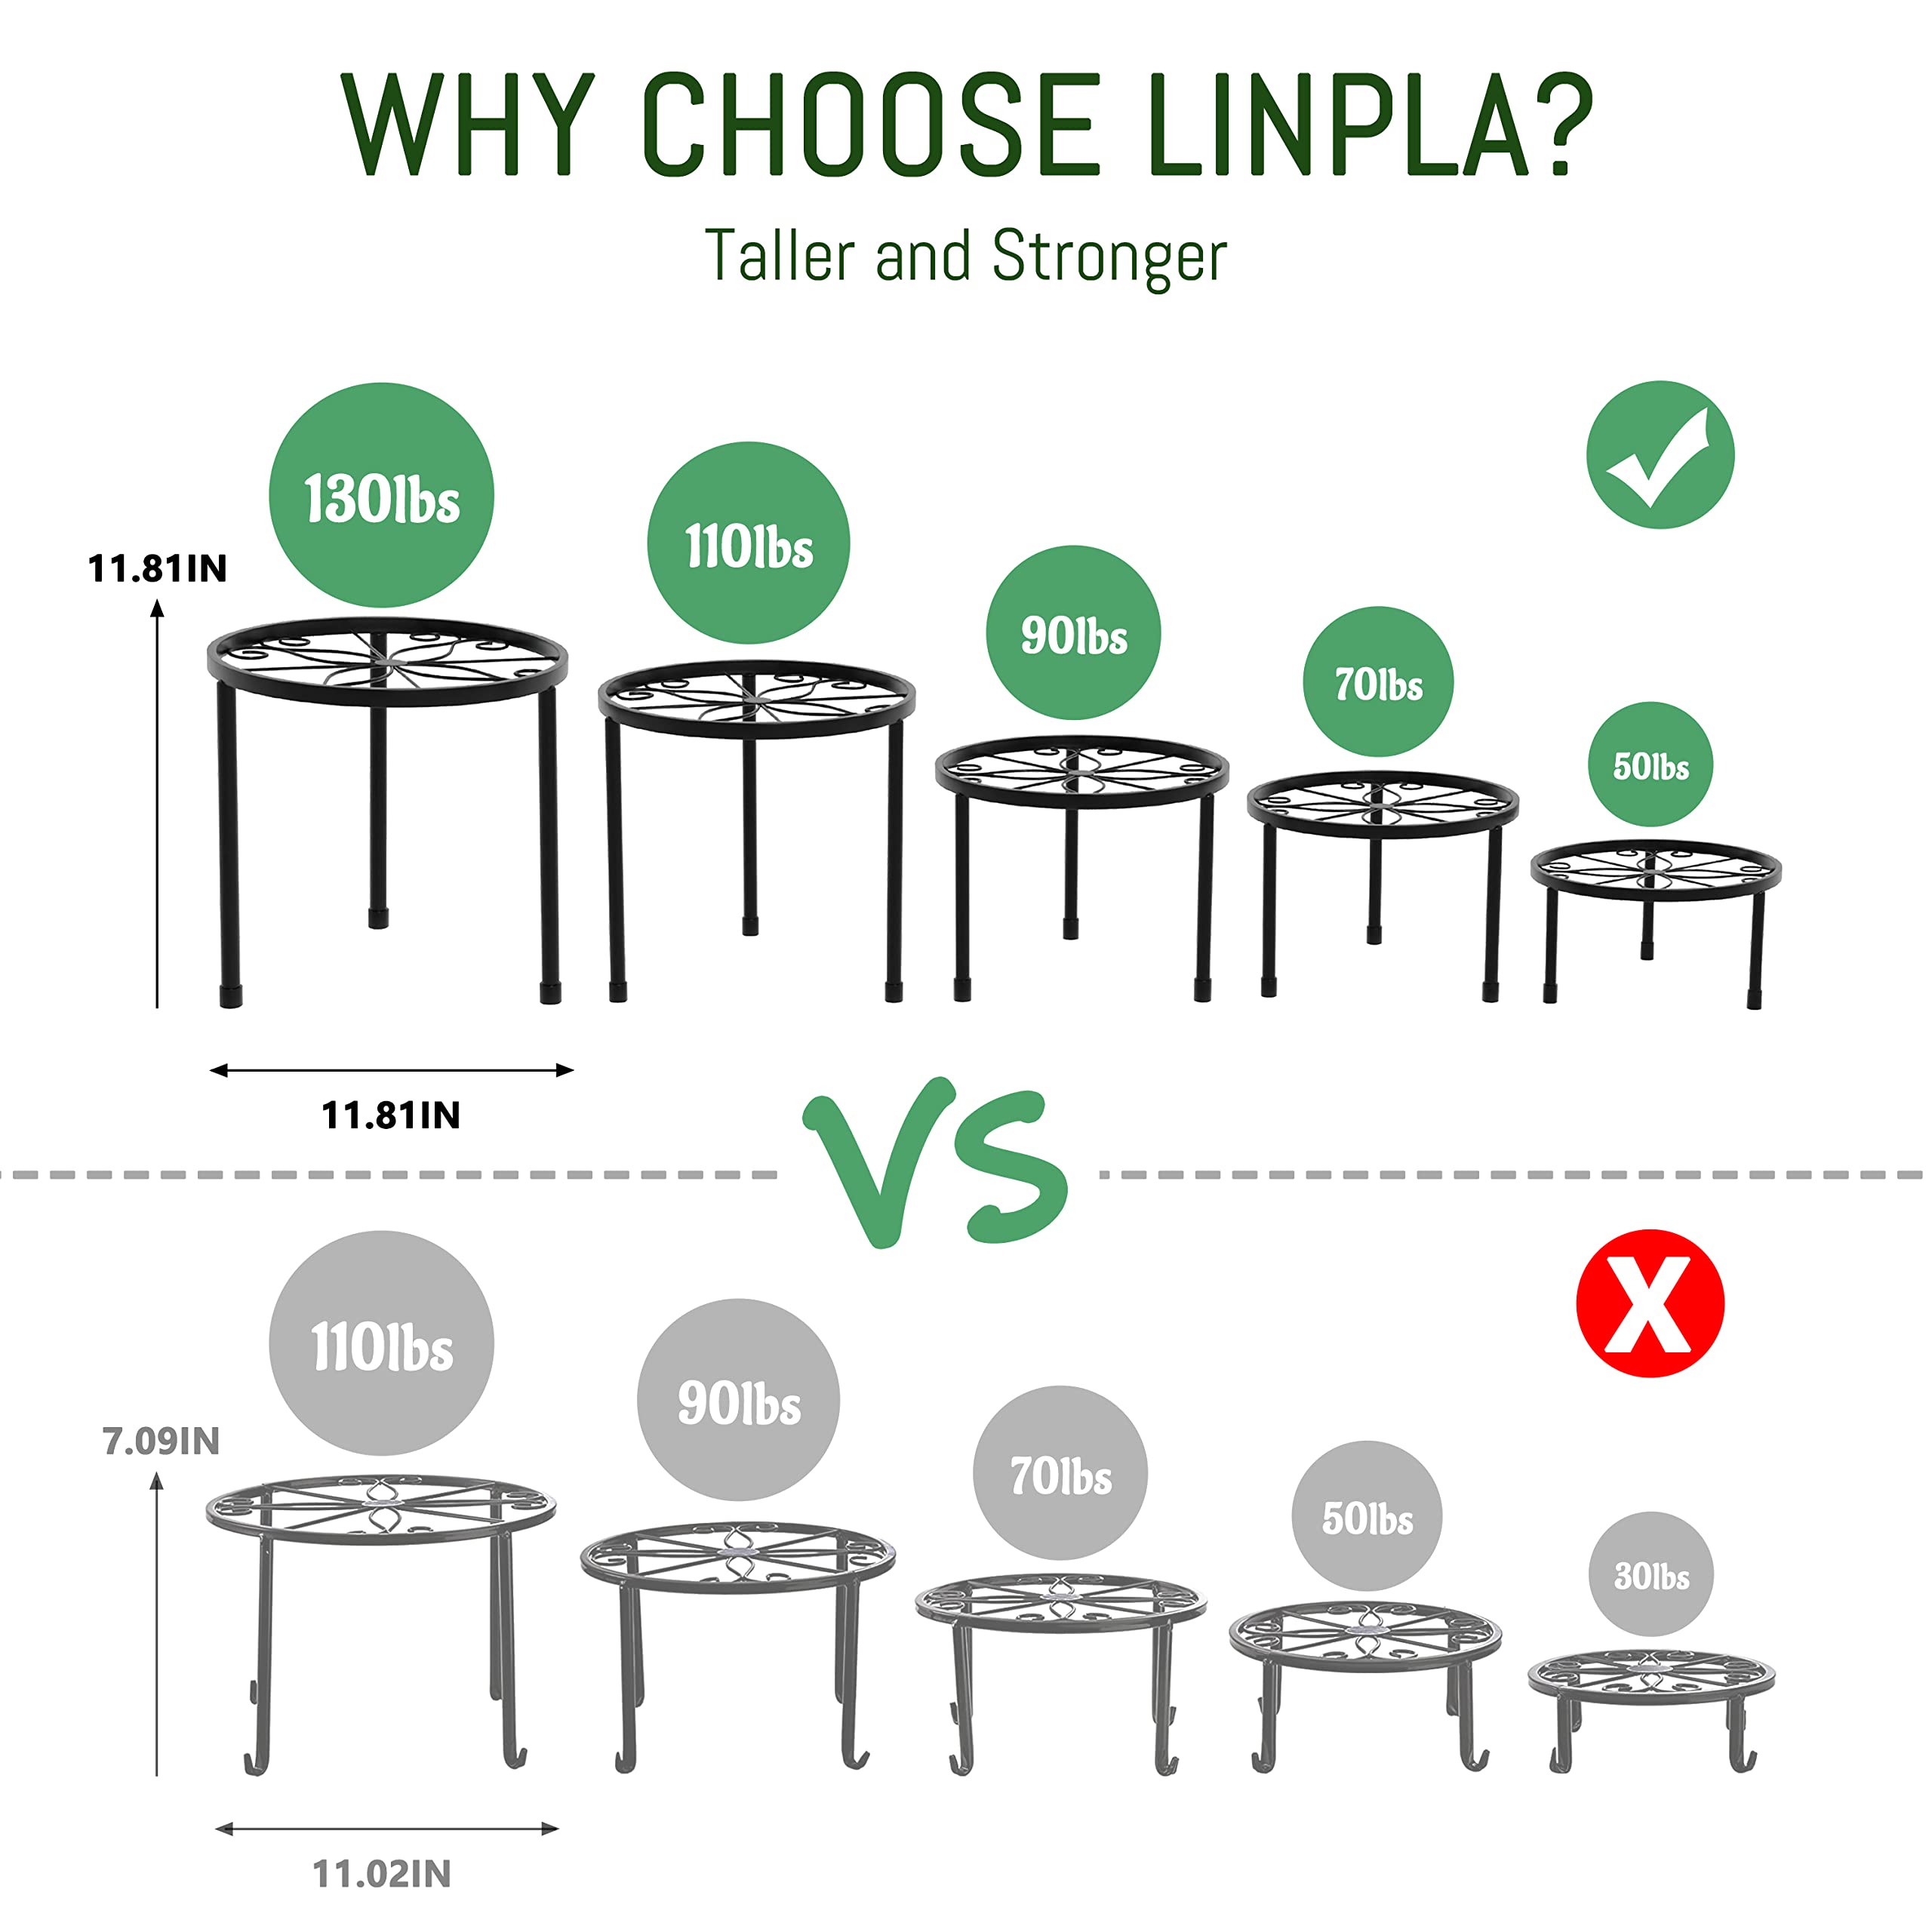 WHY CHOOSE LINPLA?
Taller and Stronger
130lbs
110lbs
90lbs
70lbs
50lbs
11.81IN
11.81IN
VS
X
110lbs
90lbs
70lbs
50lbs
30lbs
7.09IN
11.02IN